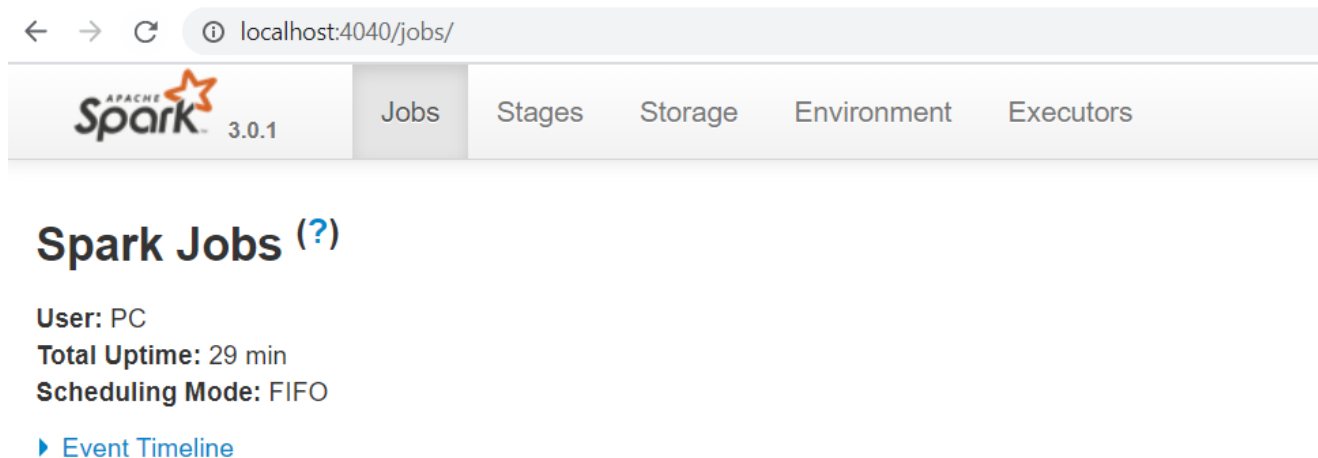 localhost:4040/jobs/
APACHE
Spark™ 3.0.1 Jobs Stages Storage Environment Executors
Spark Jobs (?)
User: PC
Total Uptime: 29 min
Scheduling Mode: FIFO
Event Timeline